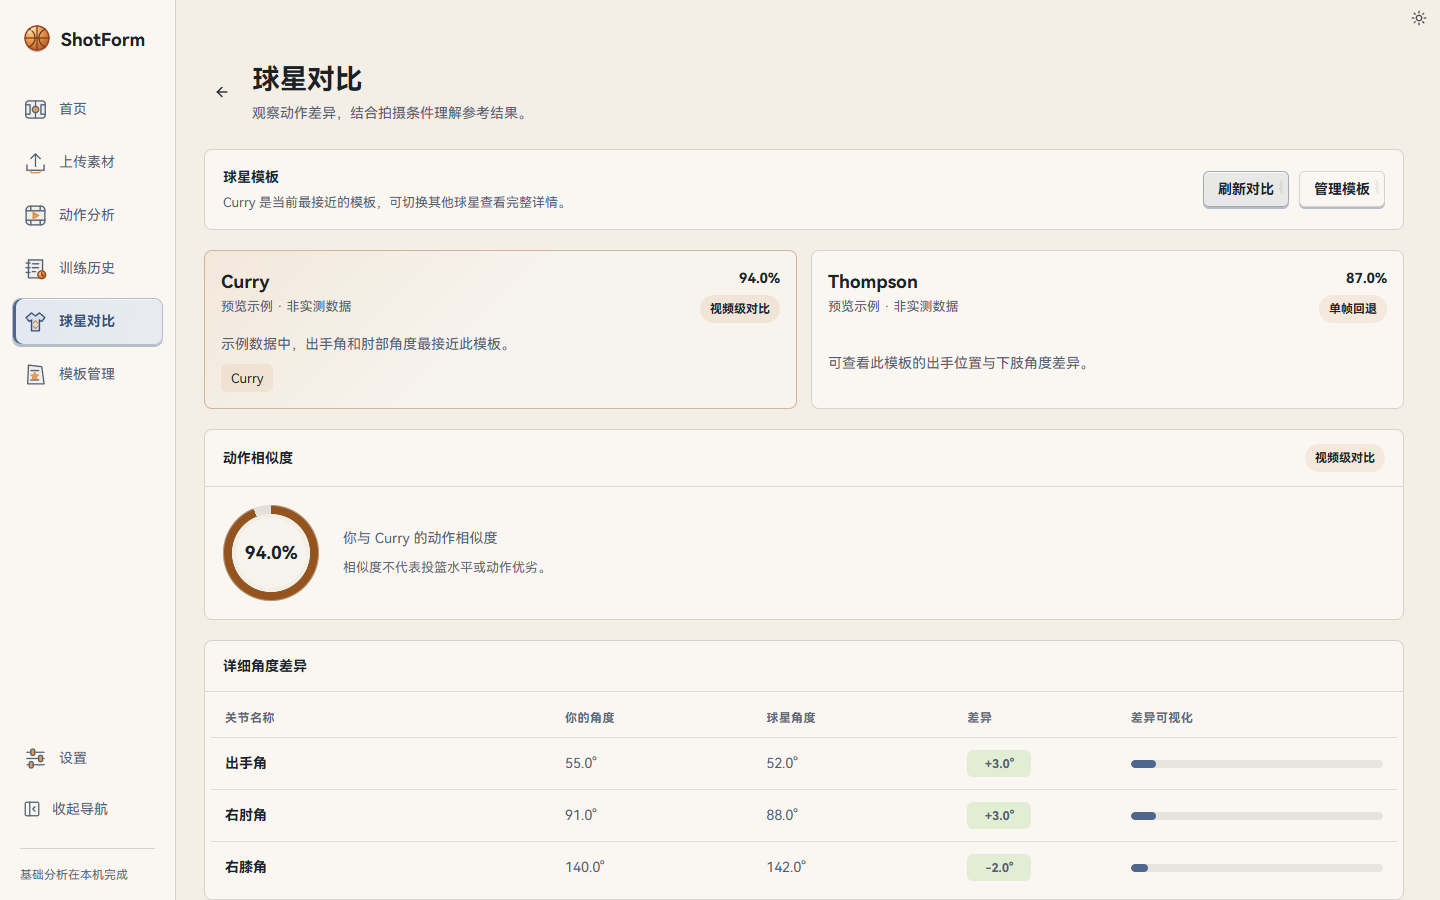 ShotForm
首页
上传素材
动作分析
训练历史
球星对比
模板管理
设置
收起导航
基础分析在本机完成
球星对比
观察动作差异，结合拍摄条件理解参考结果。
球星模板
Curry 是当前最接近的模板，可切换其他球星查看完整详情。
刷新对比
管理模板
Curry
94.0%
预览示例 · 非实测数据
视频级对比
示例数据中，出手角和肘部角度最接近此模板。
Curry
Thompson
87.0%
预览示例 · 非实测数据
单帧回退
可查看此模板的出手位置与下肢角度差异。
动作相似度
视频级对比
94.0%
你与 Curry 的动作相似度
相似度不代表投篮水平或动作优劣。
详细角度差异
关节名称 你的角度 球星角度 差异 差异可视化
出手角 55.0° 52.0° +3.0°
右肘角 91.0° 88.0° +3.0°
右膝角 140.0° 142.0° -2.0°